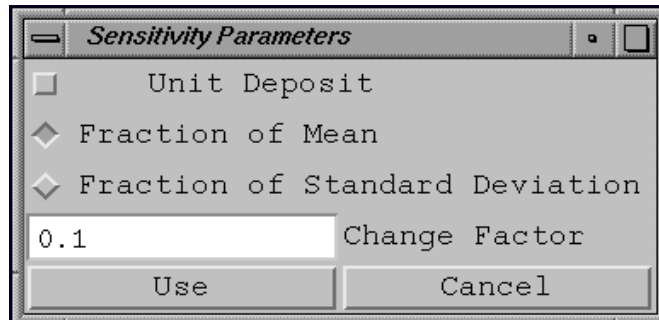 Sensitivity Parameters
Unit Deposit
Fraction of Mean
Fraction of Standard Deviation
0.1 Change Factor
Use Cancel